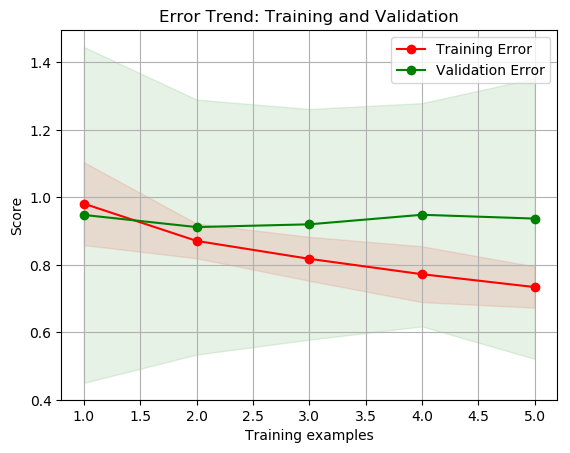 Error Trend: Training and Validation
Training Error
Validation Error
Score
1.4
1.2
1.0
0.8
0.6
0.4
1.0 1.5 2.0 2.5 3.0 3.5 4.0 4.5 5.0
Training examples